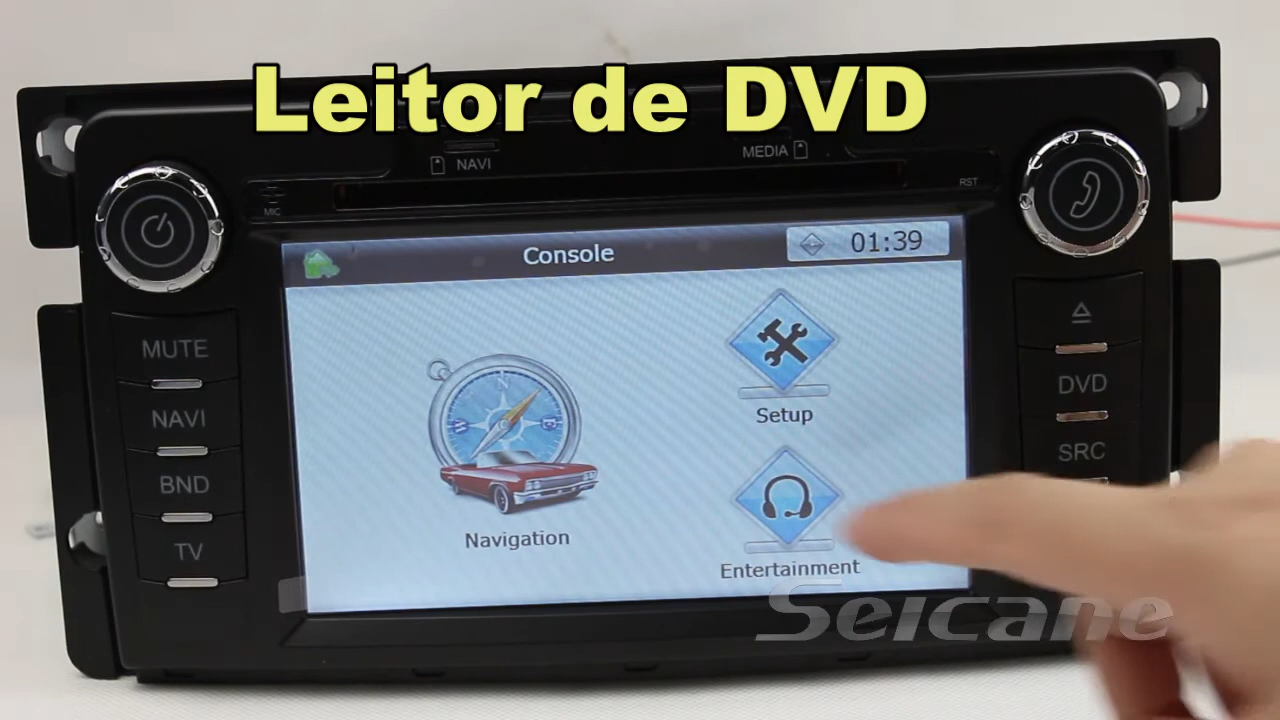 Leitor de DVD
NAVI
MEDIA
MIC
RST
Console
01:39
MUTE
NAVI
BND
TV
N
W
E
Navigation
Setup
Entertainment
DVD
SRC
Seicane